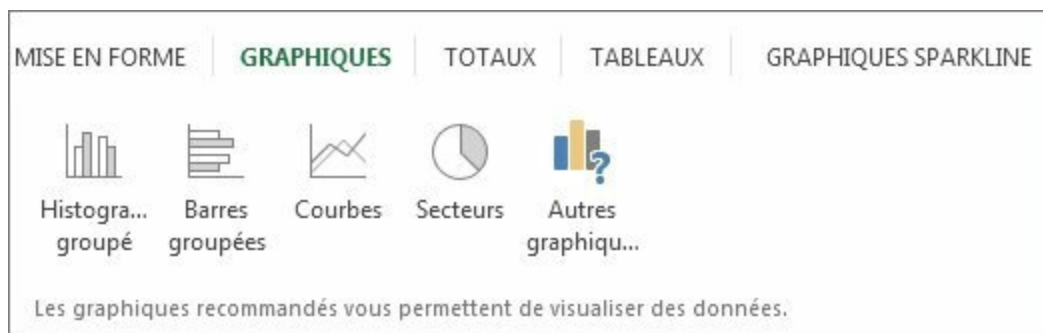 MISE EN FORME GRAPHIQUES TOTAUX TABLEAUX GRAPHIQUES SPARKLINE
Histogra... Barres Courbes Secteurs Autres
groupé groupées graphiqu...
Les graphiques recommandés vous permettent de visualiser des données.